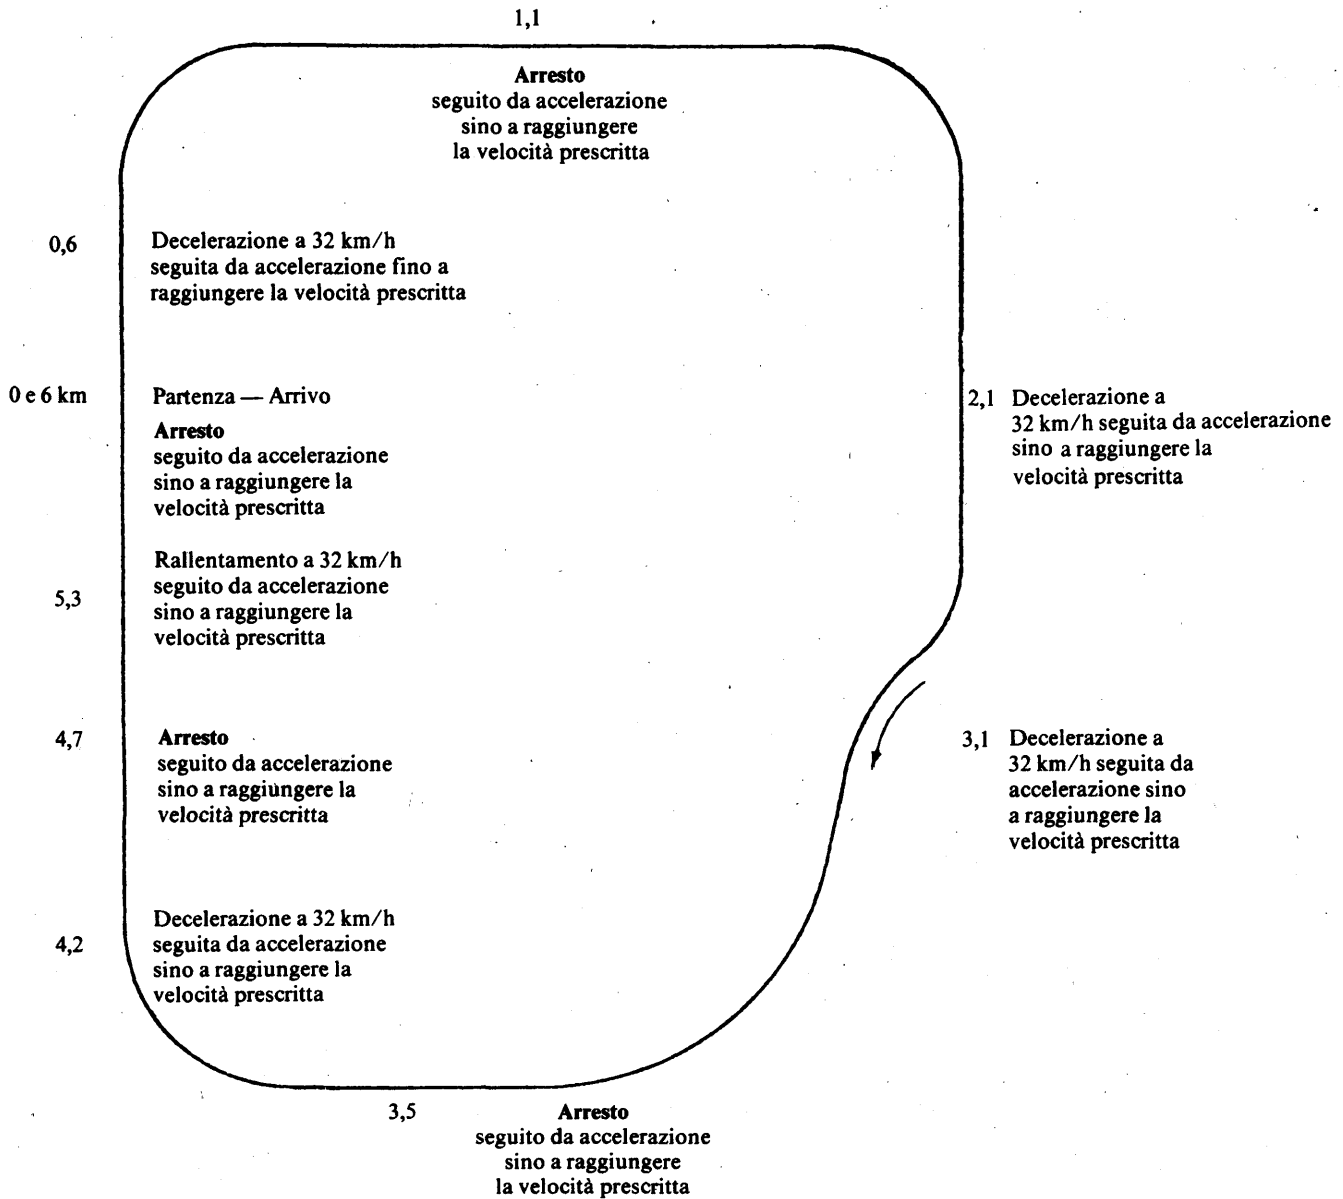 1,1
Arresto
seguito da accelerazione
sino a raggiungere
la velocità prescritta
0,6
Decelerazione a 32 km/h
seguita da accelerazione fino a
raggiungere la velocità prescritta
0 e 6 km
Partenza — Arrivo
Arresto
seguito da accelerazione
sino a raggiungere la
velocità prescritta
2,1
Decelerazione a
32 km/h seguita da accelerazione
sino a raggiungere la
velocità prescritta
5,3
Rallentamento a 32 km/h
seguito da accelerazione
sino a raggiungere la
velocità prescritta
4,7
Arresto
seguito da accelerazione
sino a raggiungere la
velocità prescritta
3,1
Decelerazione a
32 km/h seguita da
accelerazione sino
a raggiungere la
velocità prescritta
4,2
Decelerazione a 32 km/h
seguita da accelerazione
sino a raggiungere la
velocità prescritta
3,5
Arresto
seguito da accelerazione
sino a raggiungere
la velocità prescritta